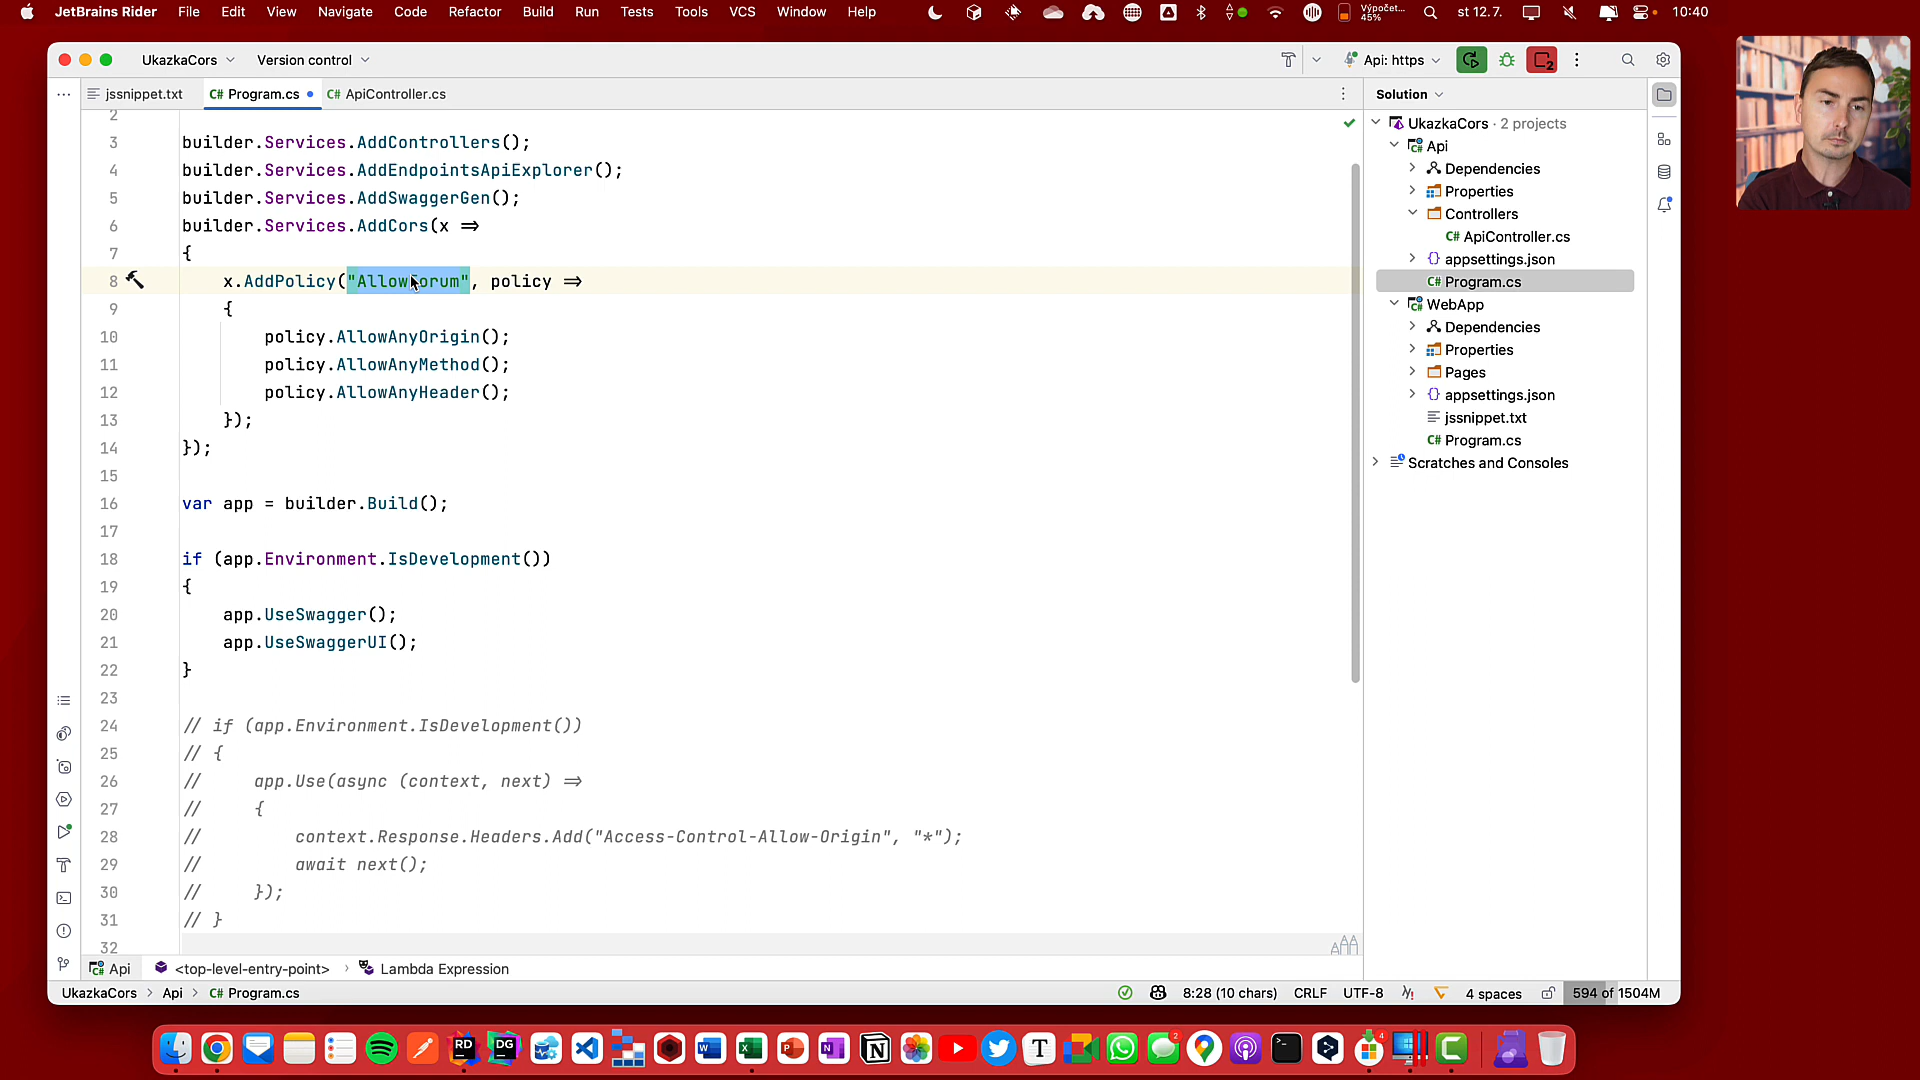 JetBrains Rider File Edit View Navigate Code Refactor Build Run Tests Tools VCS Window Help Výpočet... 45% st 12.7. 10:40
UkazkaCors Version control Api: https 2
jssnippet.txt C# Program.cs C# ApiController.cs Solution
2
3 builder.Services.AddControllers();
4 builder.Services.AddEndpointsApiExplorer();
5 builder.Services.AddSwaggerGen();
6 builder.Services.AddCors(x =>
7 {
8 x.AddPolicy("AllowForum", policy =>
9 {
10 policy.AllowAnyOrigin();
11 policy.AllowAnyMethod();
12 policy.AllowAnyHeader();
13 });
14 });
15
16 var app = builder.Build();
17
18 if (app.Environment.IsDevelopment())
19 {
20 app.UseSwagger();
21 app.UseSwaggerUI();
22 }
23
24 // if (app.Environment.IsDevelopment())
25 // {
26 // app.Use(async (context, next) =>
27 // {
28 // context.Response.Headers.Add("Access-Control-Allow-Origin", "*");
29 // await next();
30 // });
31 // }
32
UkazkaCors · 2 projects
C# Api
Dependencies
Properties
Controllers
C# ApiController.cs
{} appsettings.json
C# Program.cs
C# WebApp
Dependencies
Properties
Pages
{} appsettings.json
jssnippet.txt
C# Program.cs
Scratches and Consoles
C# Api <top-level-entry-point> › Lambda Expression
UkazkaCors › Api › C# Program.cs 8:28 (10 chars) CRLF UTF-8 4 spaces 594 of 1504M
RD DG W X P N N T 2 4 C